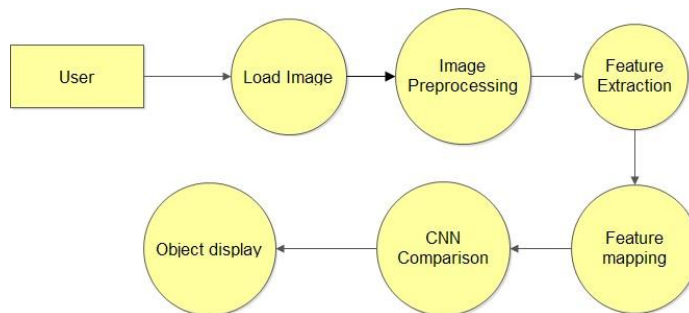 User
Load Image
Image
Preprocessing
Feature
Extraction
Feature
mapping
CNN
Comparison
Object display